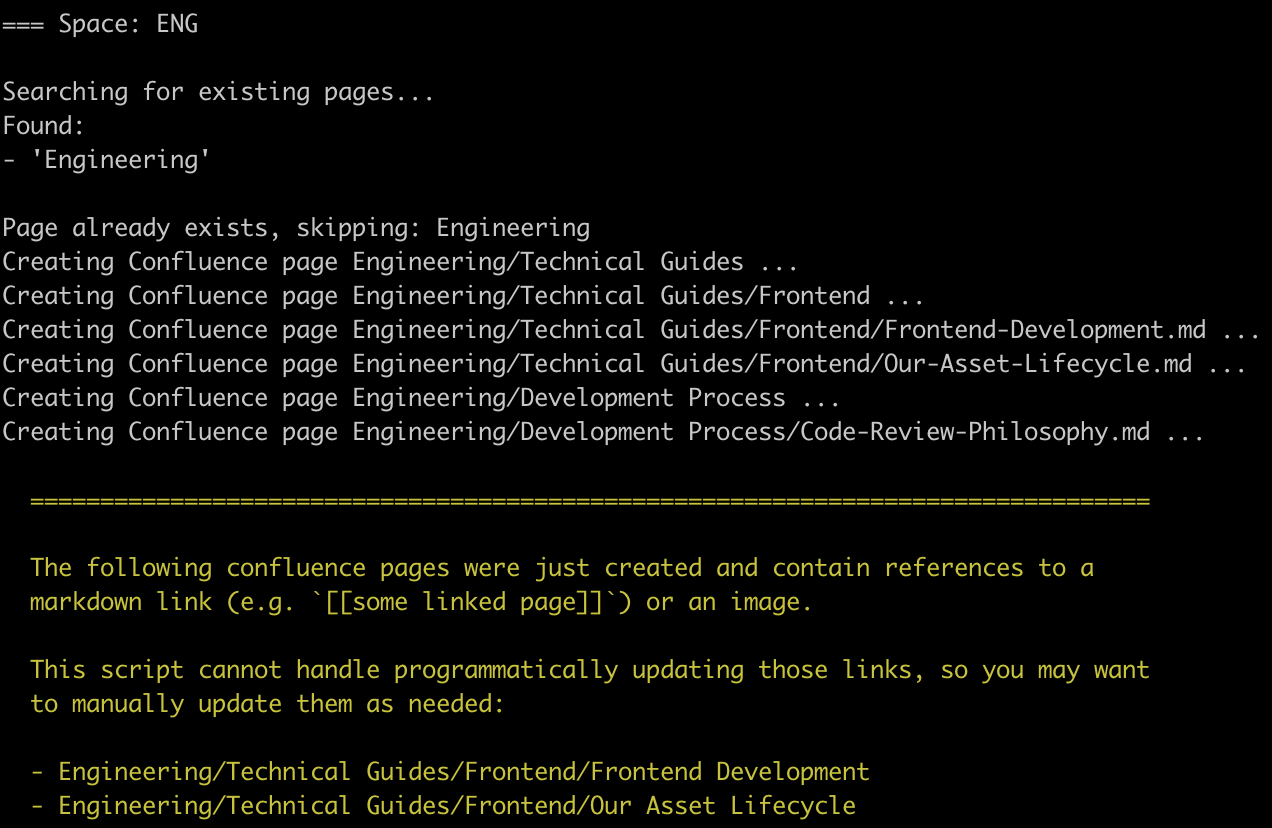 === Space: ENG
Searching for existing pages...
Found:
- 'Engineering'
Page already exists, skipping: Engineering
Creating Confluence page Engineering/Technical Guides ...
Creating Confluence page Engineering/Technical Guides/Frontend ...
Creating Confluence page Engineering/Technical Guides/Frontend/Frontend-Development.md ...
Creating Confluence page Engineering/Technical Guides/Frontend/Our-Asset-Lifecycle.md ...
Creating Confluence page Engineering/Development Process ...
Creating Confluence page Engineering/Development Process/Code-Review-Philosophy.md ...
================================================================================
The following confluence pages were just created and contain references to a
markdown link (e.g. `[[some linked page]]`) or an image.
This script cannot handle programmatically updating those links, so you may want
to manually update them as needed:
- Engineering/Technical Guides/Frontend/Frontend Development
- Engineering/Technical Guides/Frontend/Our Asset Lifecycle